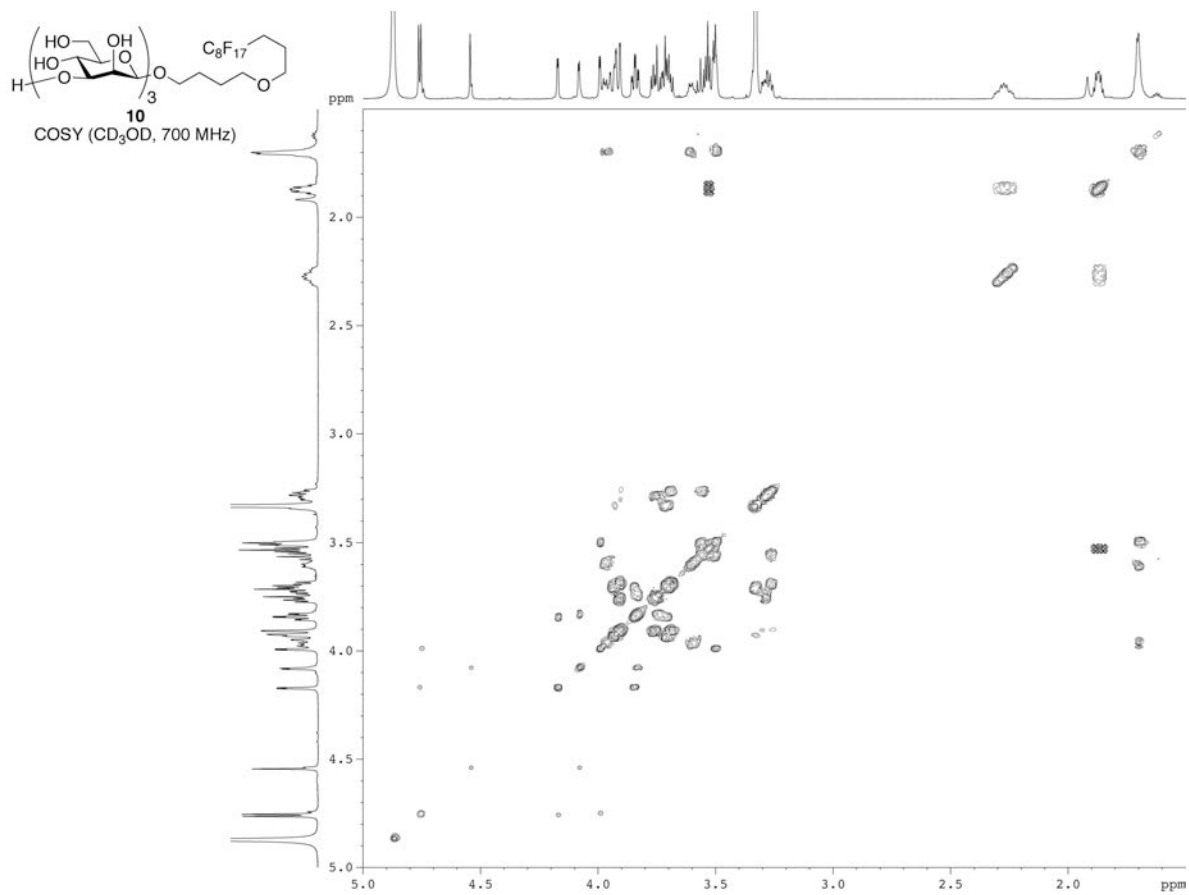 HO OH
HO
C₈F₁₇
O
H
O
O
O
3
10
COSY (CD₃OD, 700 MHz)
ppm
ppm
2.0
2.5
3.0
3.5
4.0
4.5
5.0
5.0 4.5 4.0 3.5 3.0 2.5 2.0 ppm